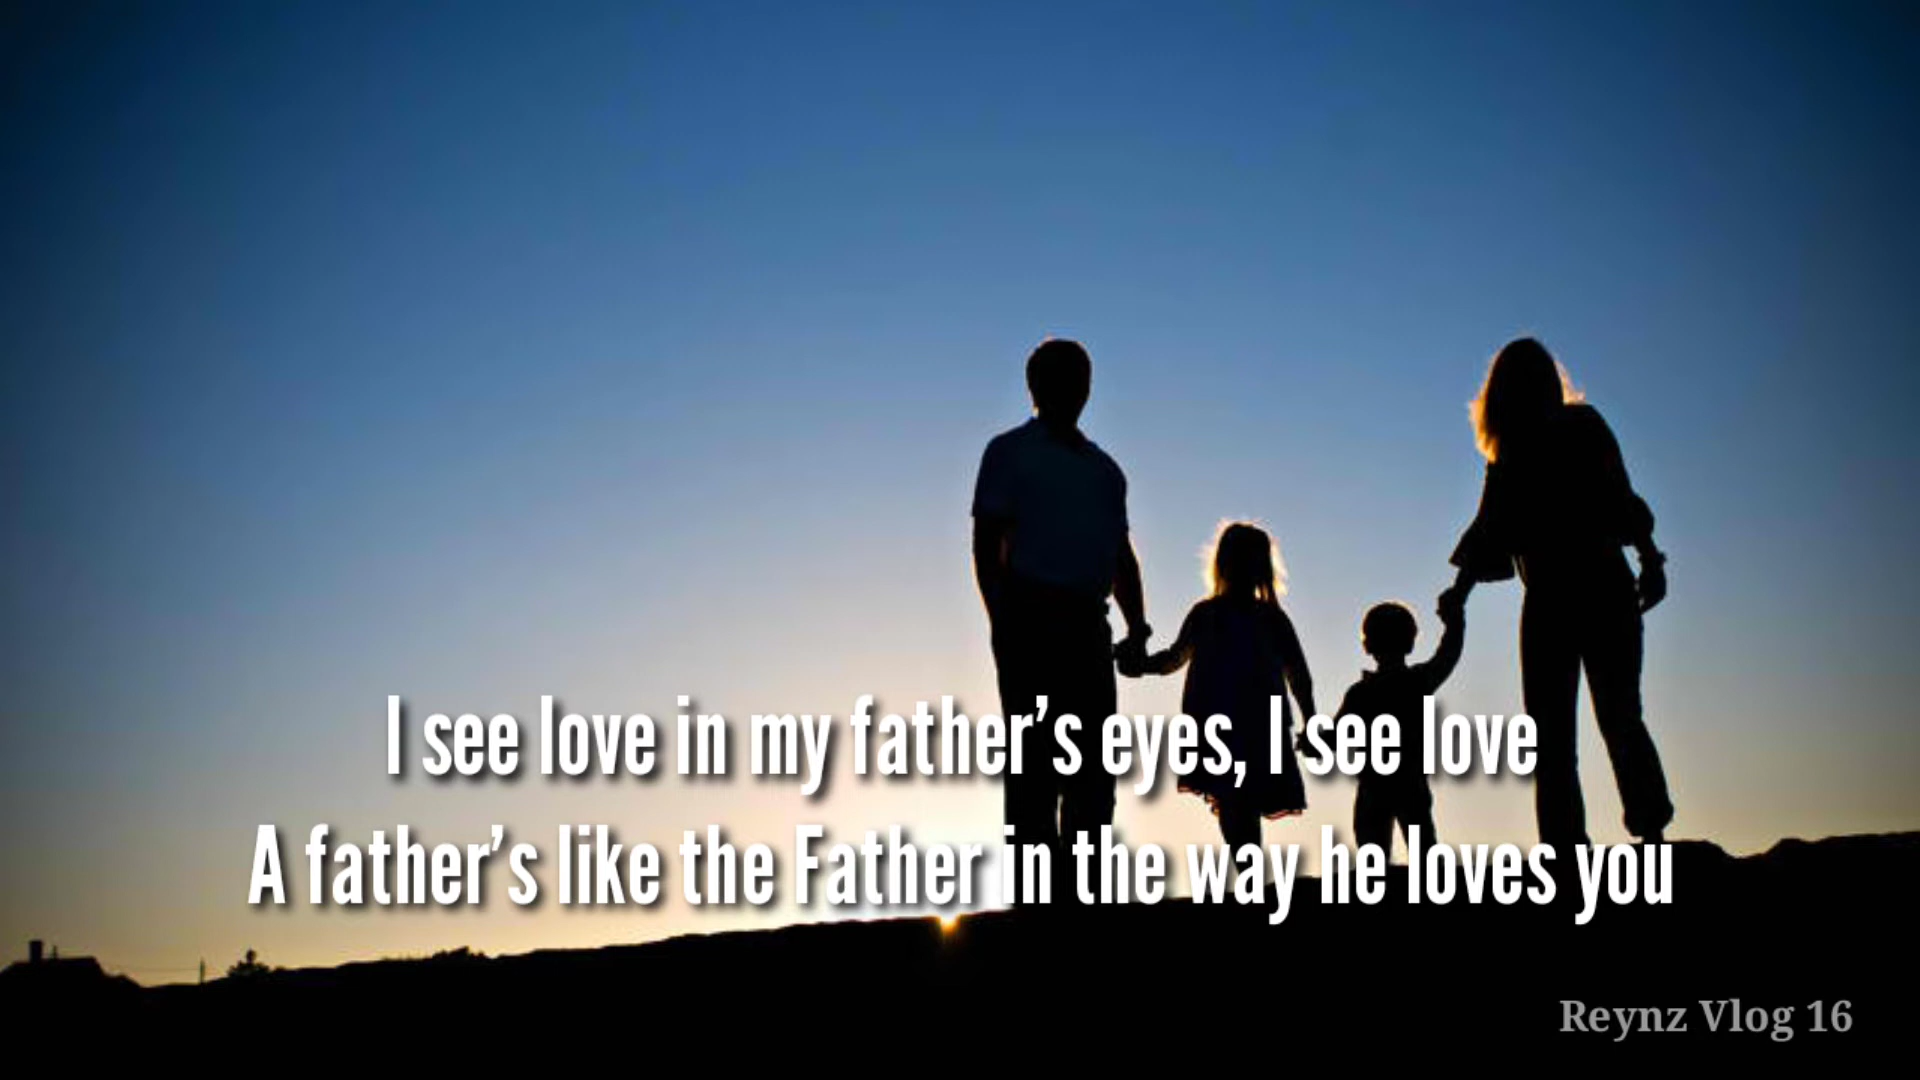 I see love in my father’s eyes, I see love
A father’s like the Father in the way he loves you
Reynz Vlog 16